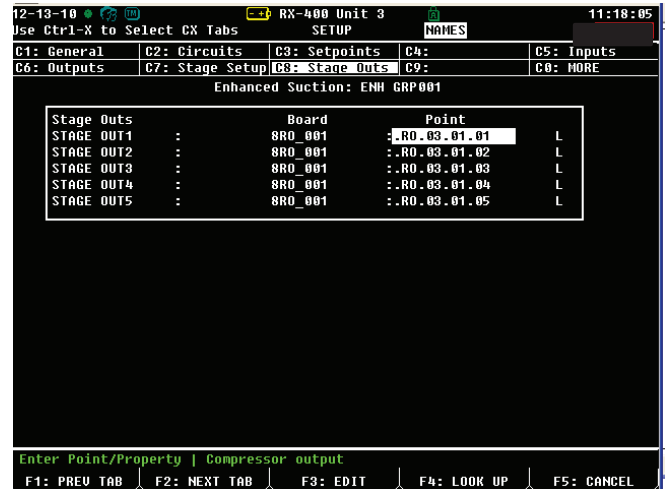 12-13-10 RX-400 Unit 3 11:18:05
Use Ctrl-X to Select CX Tabs SETUP NAMES
C1: General C2: Circuits C3: Setpoints C4: C5: Inputs
C6: Outputs C7: Stage Setup C8: Stage Outs C9: C0: MORE
Enhanced Suction: ENH GRP001
Stage Outs Board Point
STAGE OUT1 : 8RO_001 :.RO.03.01.01 L
STAGE OUT2 : 8RO_001 :.RO.03.01.02 L
STAGE OUT3 : 8RO_001 :.RO.03.01.03 L
STAGE OUT4 : 8RO_001 :.RO.03.01.04 L
STAGE OUT5 : 8RO_001 :.RO.03.01.05 L
Enter Point/Property | Compressor output
F1: PREV TAB F2: NEXT TAB F3: EDIT F4: LOOK UP F5: CANCEL